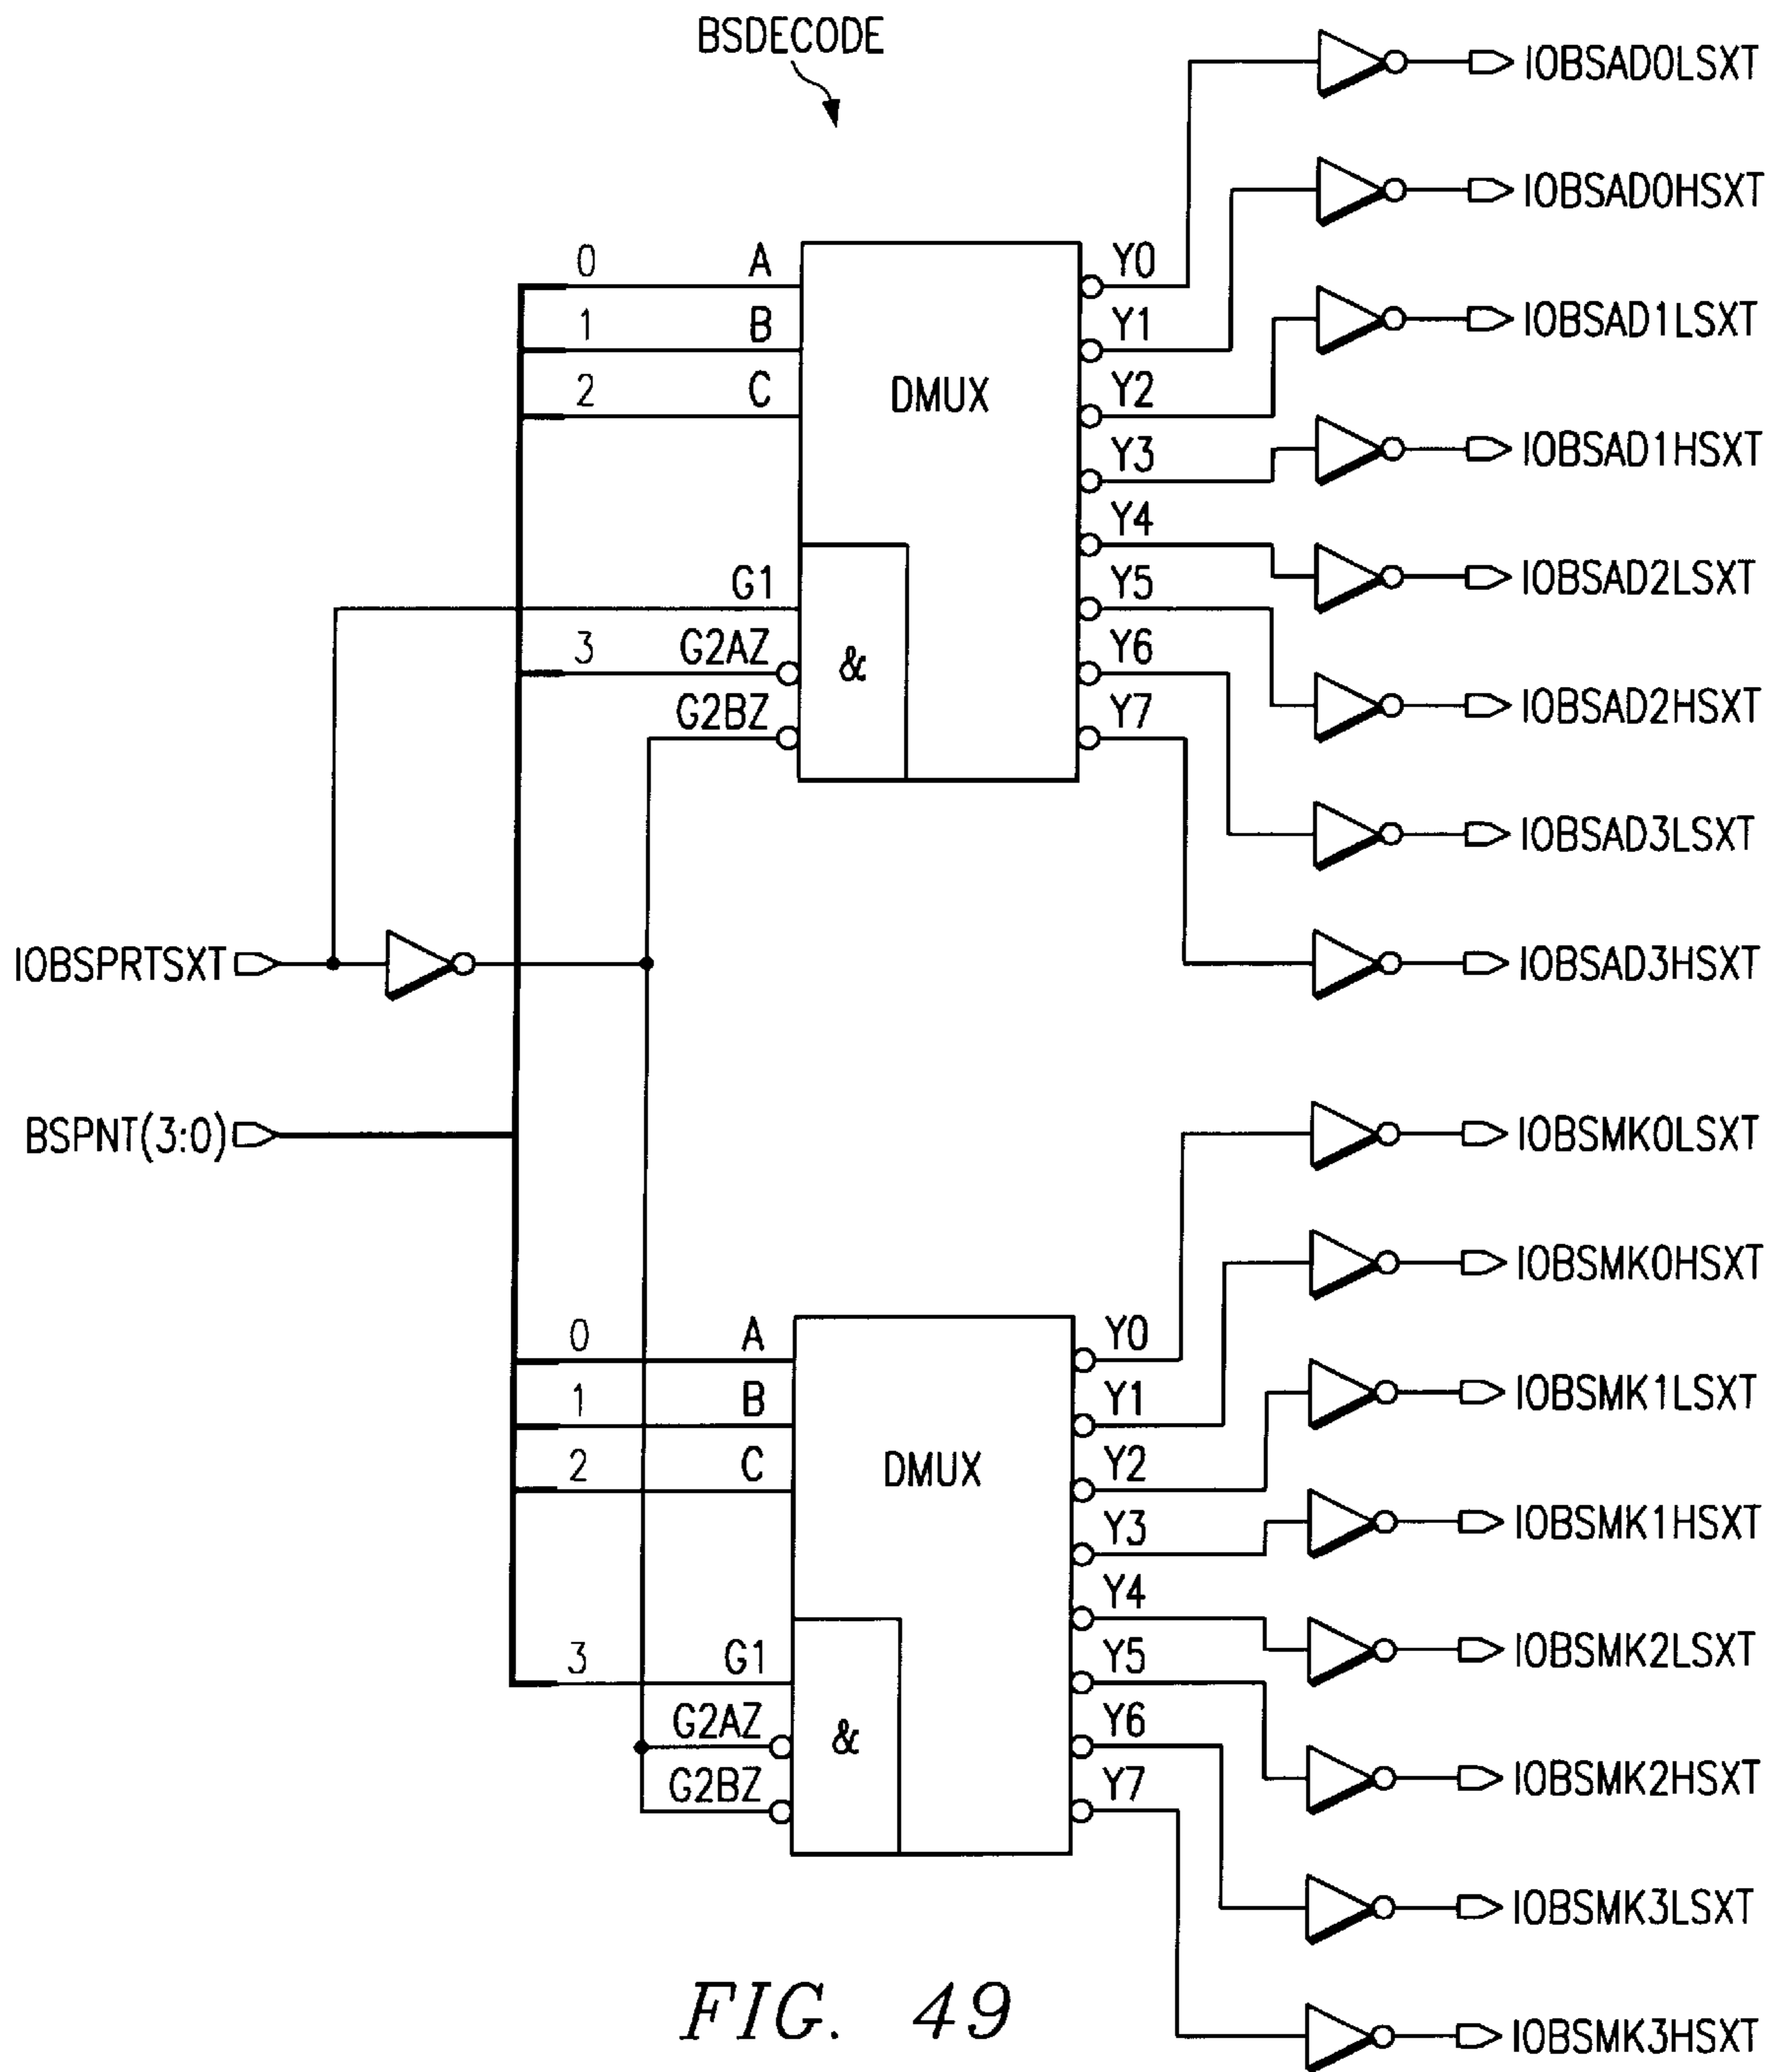 BSDECODE
IOBSAD0LSXT
IOBSAD0HSXT
0 A Y0
1 B Y1 IOBSAD1LSXT
2 C DMUX Y2
Y3 IOBSAD1HSXT
Y4
G1 Y5 IOBSAD2LSXT
3 G2AZ & Y6
G2BZ Y7 IOBSAD2HSXT
IOBSAD3LSXT
IOBSPRTSXT IOBSAD3HSXT
BSPNT(3:0) IOBSMK0LSXT
IOBSMK0HSXT
0 A Y0
1 B Y1 IOBSMK1LSXT
2 C DMUX Y2
Y3 IOBSMK1HSXT
Y4
3 G1 Y5 IOBSMK2LSXT
G2AZ & Y6
G2BZ Y7 IOBSMK2HSXT
IOBSMK3LSXT
FIG. 49
IOBSMK3HSXT